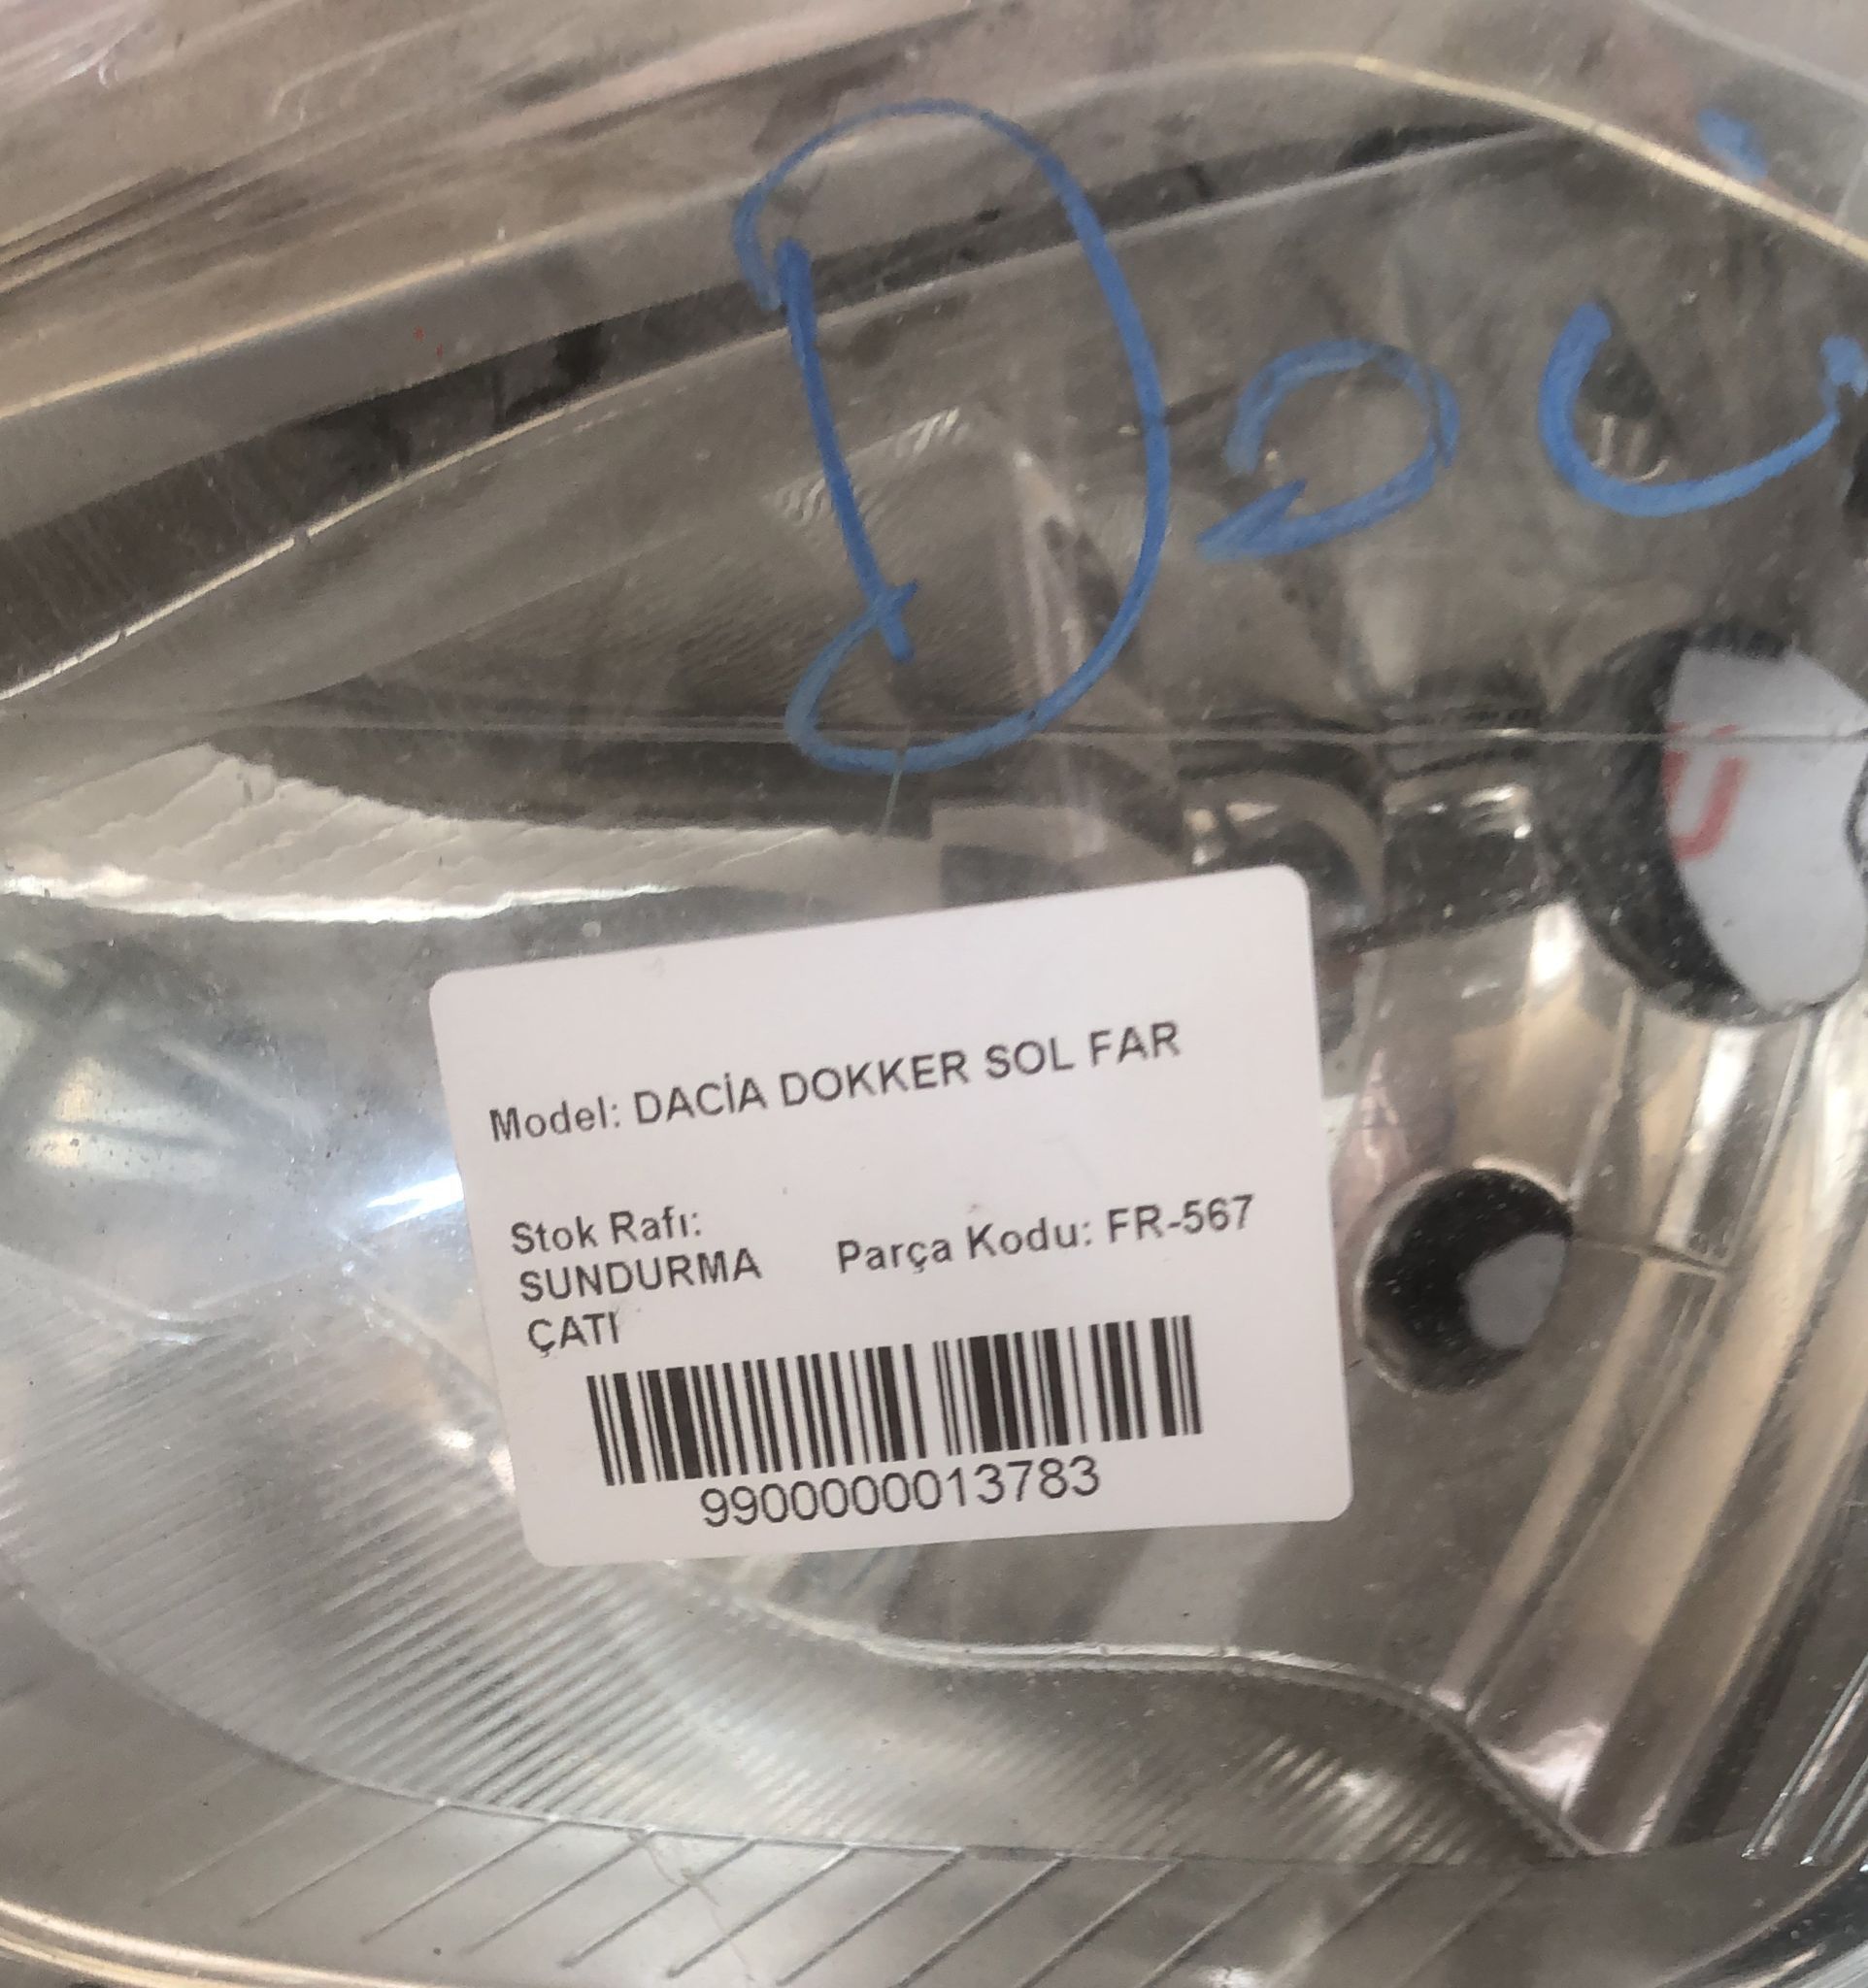 Model: DACİA DOKKER SOL FAR
Stok Rafı:
SUNDURMA
ÇATI
Parça Kodu: FR-567
9900000013783